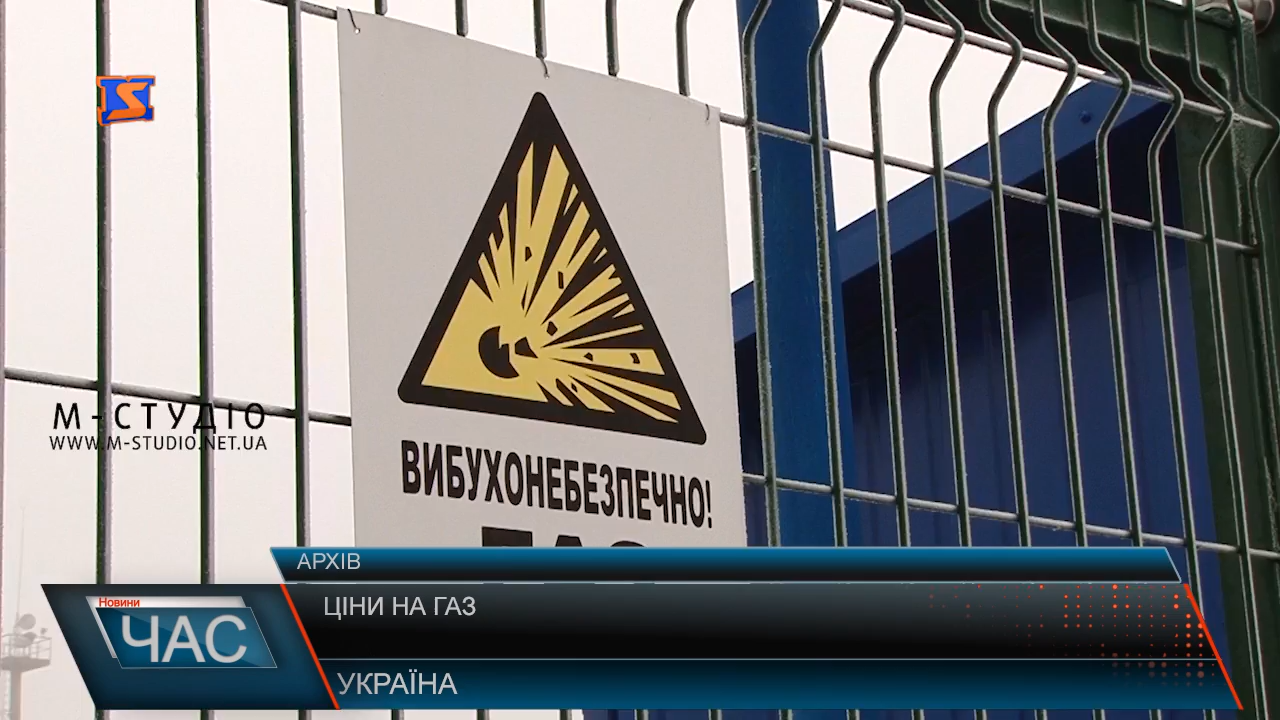 М-СТУДІО
WWW.M-STUDIO.NET.UA
ВИБУХОНЕБЕЗПЕЧНО!
АРХІВ
Новини
ЧАС
ЦІНИ НА ГАЗ
УКРАЇНА